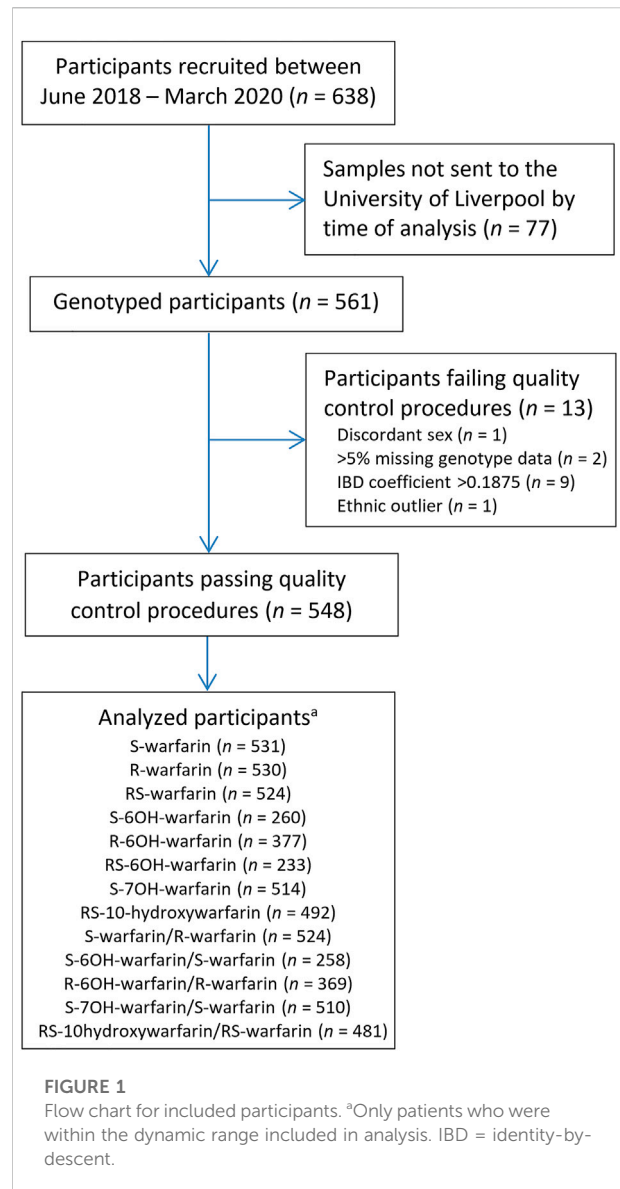 Participants recruited between
June 2018 – March 2020 (n = 638)
Samples not sent to the
University of Liverpool by
time of analysis (n = 77)
Genotyped participants (n = 561)
Participants failing quality
control procedures (n = 13)
Discordant sex (n = 1)
>5% missing genotype data (n = 2)
IBD coefficient >0.1875 (n = 9)
Ethnic outlier (n = 1)
Participants passing quality
control procedures (n = 548)
Analyzed participantsᵃ
S-warfarin (n = 531)
R-warfarin (n = 530)
RS-warfarin (n = 524)
S-6OH-warfarin (n = 260)
R-6OH-warfarin (n = 377)
RS-6OH-warfarin (n = 233)
S-7OH-warfarin (n = 514)
RS-10-hydroxywarfarin (n = 492)
S-warfarin/R-warfarin (n = 524)
S-6OH-warfarin/S-warfarin (n = 258)
R-6OH-warfarin/R-warfarin (n = 369)
S-7OH-warfarin/S-warfarin (n = 510)
RS-10hydroxywarfarin/RS-warfarin (n = 481)
FIGURE 1
Flow chart for included participants. ᵃOnly patients who were
within the dynamic range included in analysis. IBD = identity-by-
descent.